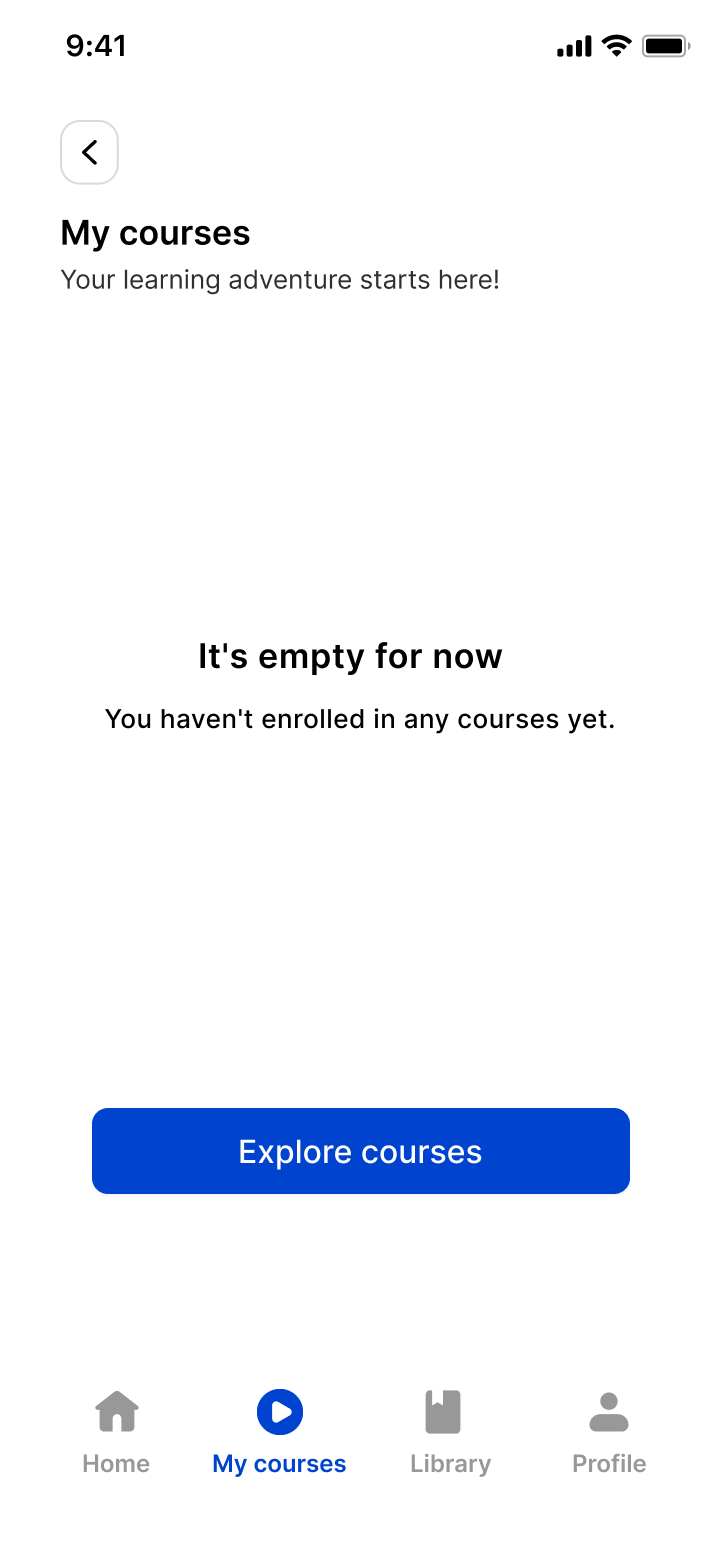 9:41
My courses
Your learning adventure starts here!
It's empty for now
You haven't enrolled in any courses yet.
Explore courses
Home My courses Library Profile